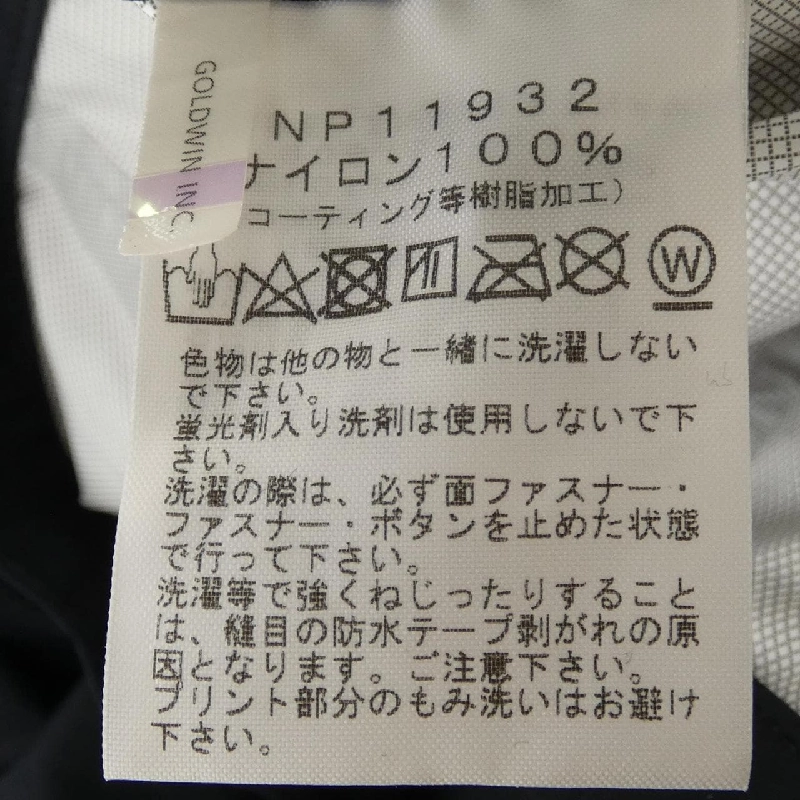 GOLDWIN INC.
NP11932
ナイロン100%
コーティング等樹脂加工)
W
色物は他の物と一緒に洗濯しない
で下さい。
蛍光剤入り洗剤は使用しないで下
さい。
洗濯の際は、必ず面ファスナー・
ファスナー・ボタンを止めた状態
で行って下さい。
洗濯等で強くねじったりすること
は、縫目の防水テープ剥がれの原
因となります。ご注意下さい。
プリント部分のもみ洗いはお避け
下さい。